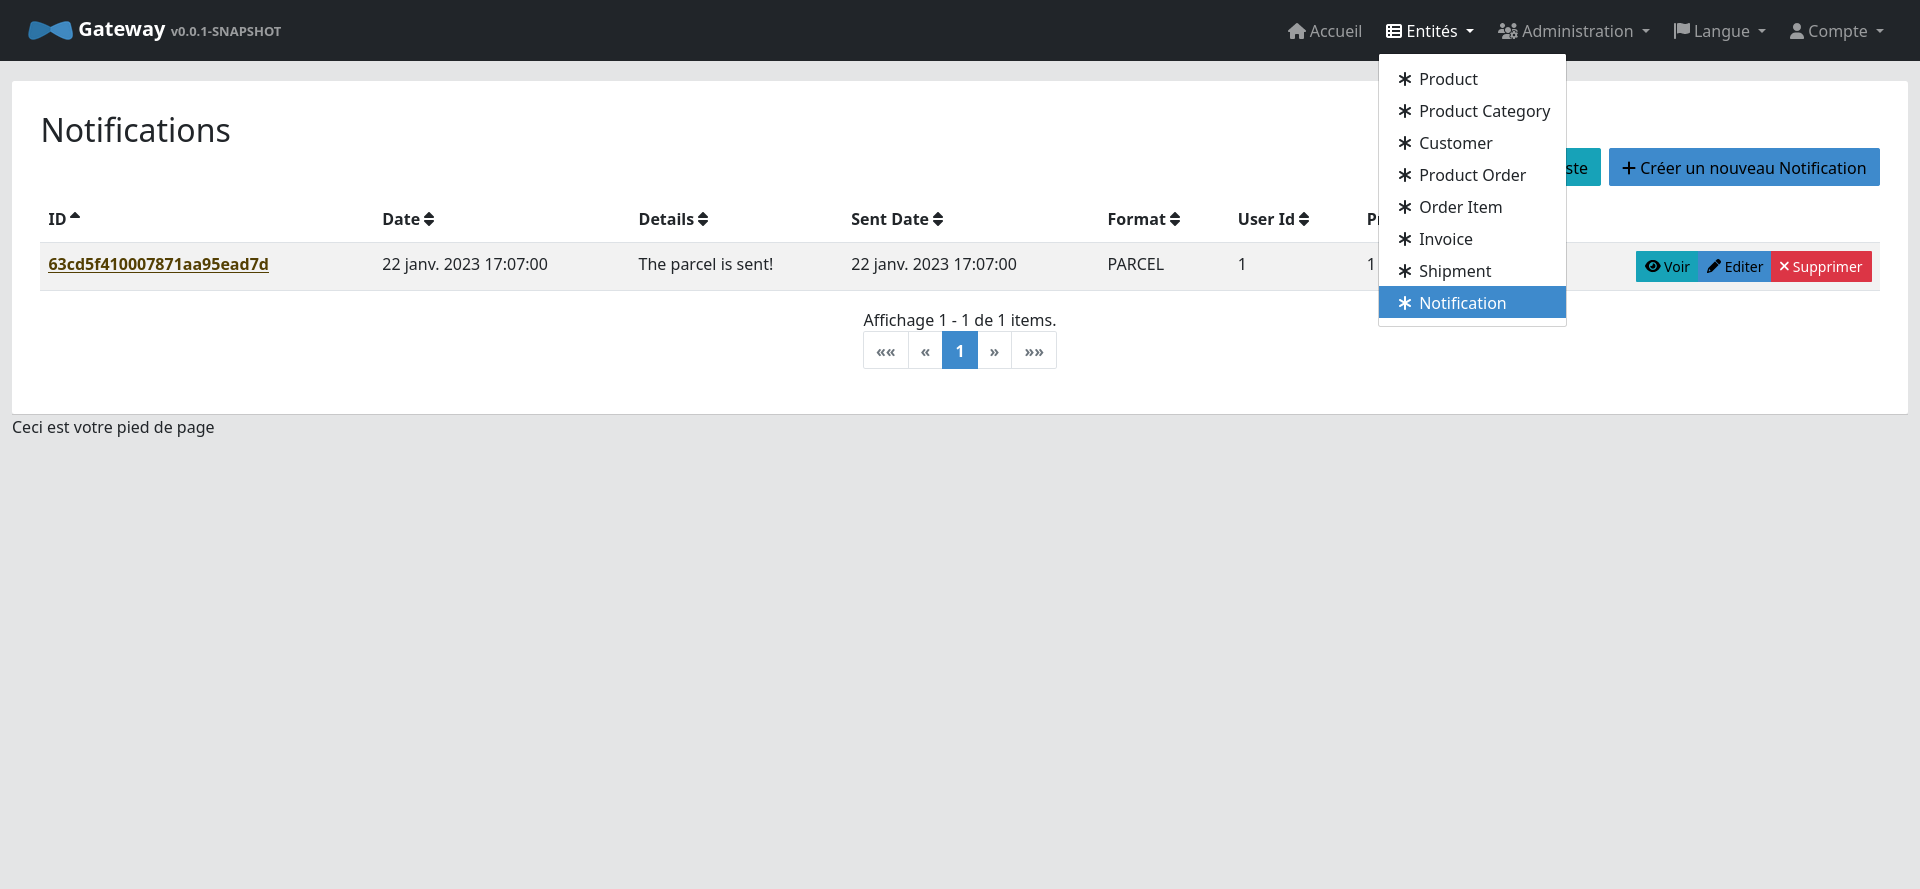 Gateway v0.0.1-SNAPSHOT
Accueil Entités Administration Langue Compte
Product
Product Category
Customer
Product Order
Order Item
Invoice
Shipment
Notification
Notifications
Créer un nouveau Notification
ID Date Details Sent Date Format User Id
63cd5f410007871aa95ead7d 22 janv. 2023 17:07:00 The parcel is sent! 22 janv. 2023 17:07:00 PARCEL 1 1 Voir Editer Supprimer
Affichage 1 - 1 de 1 items.
«« « 1 » »»
Ceci est votre pied de page